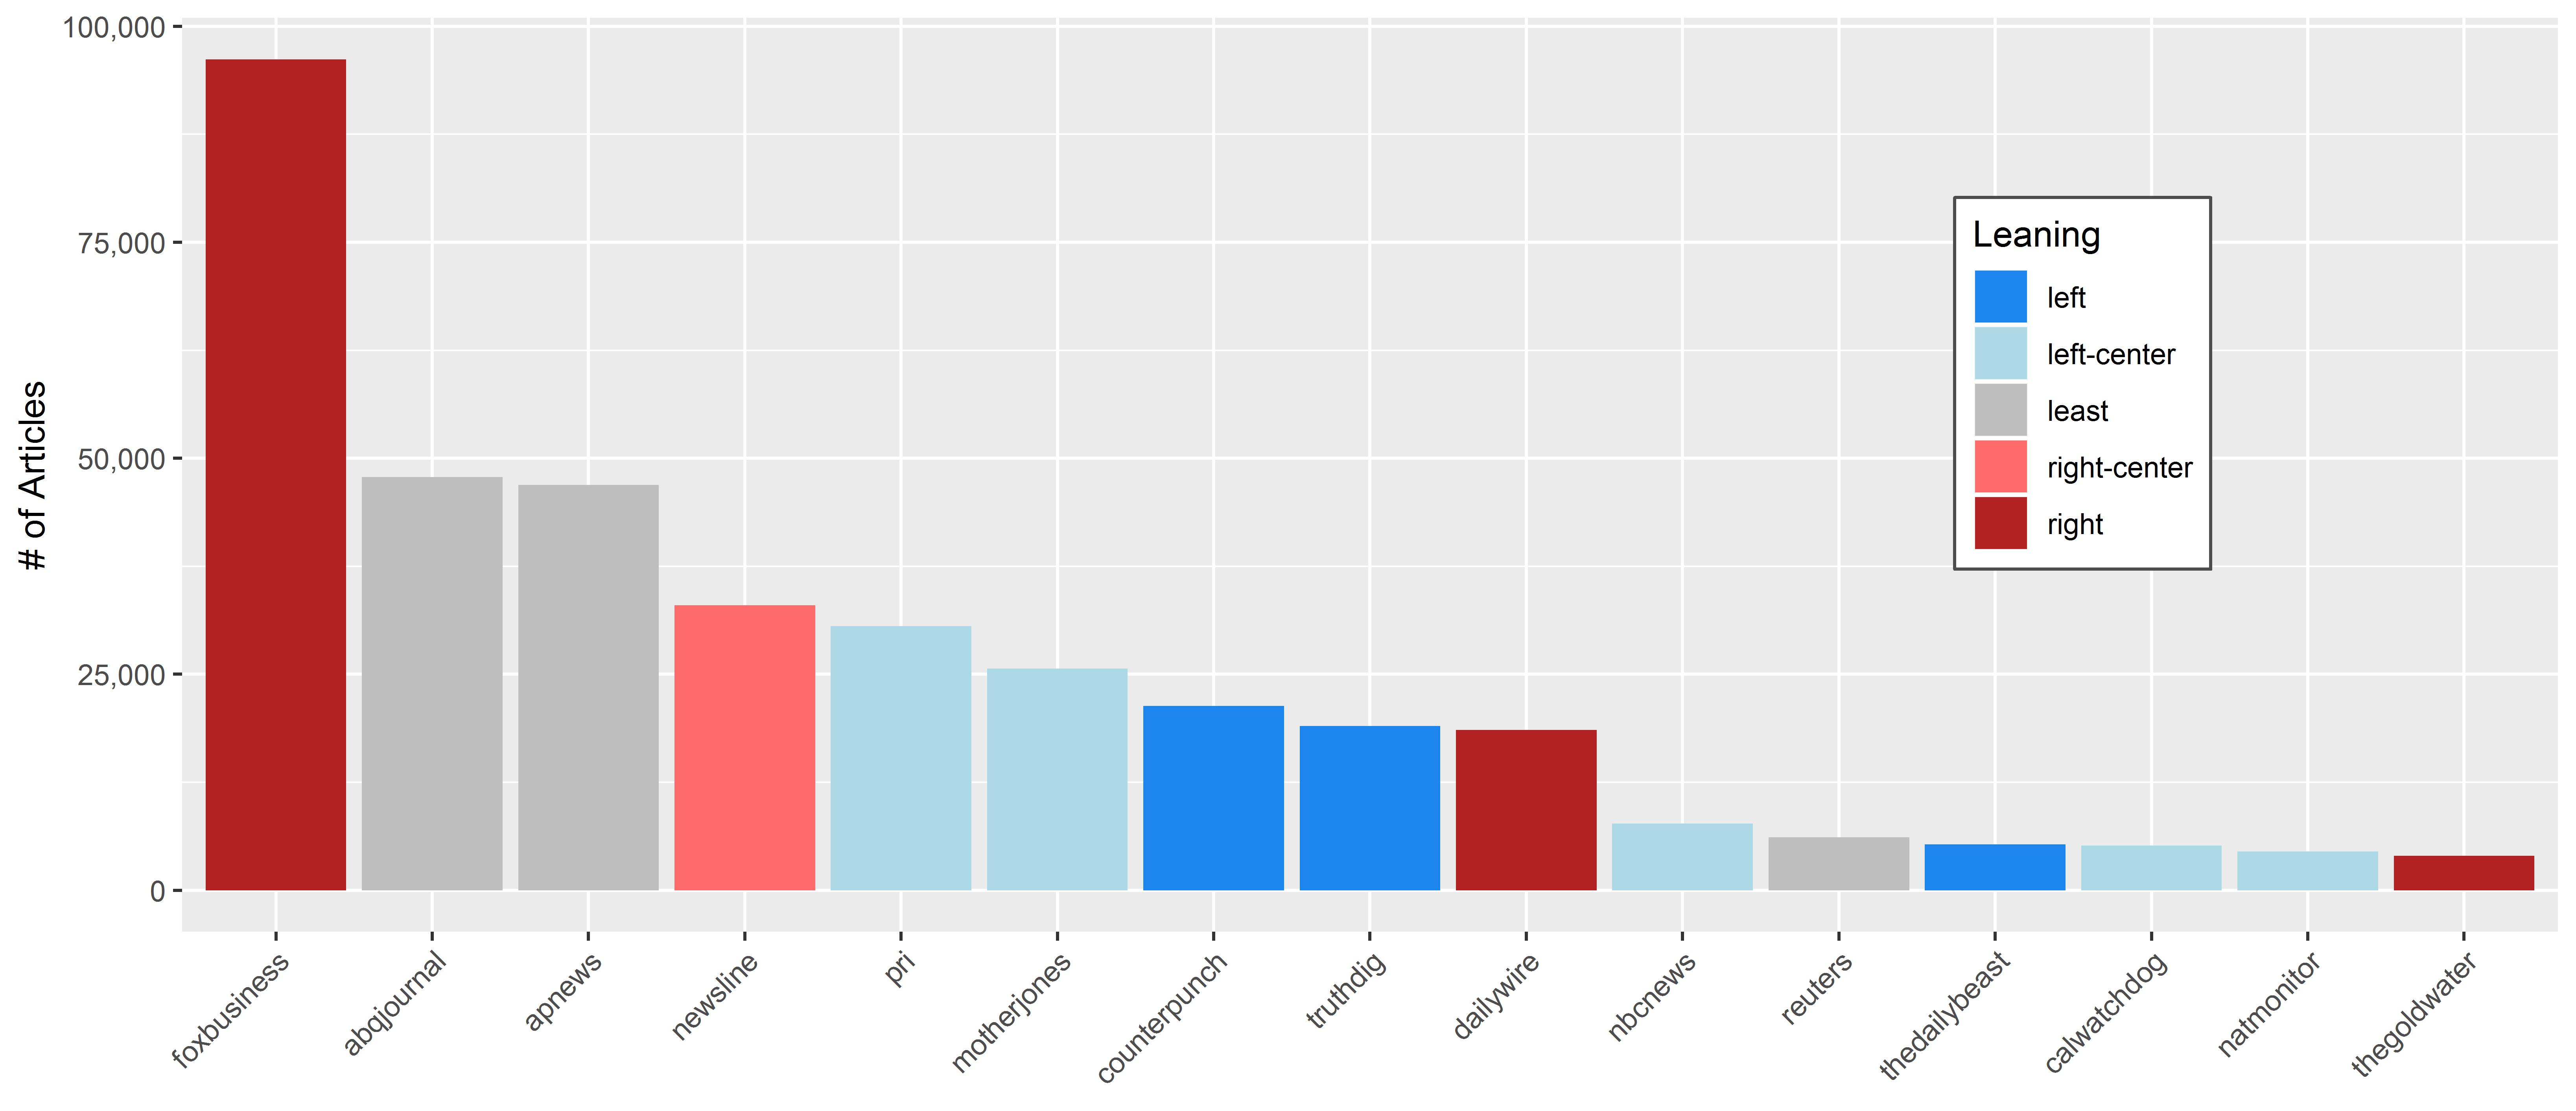 100,000
75,000
50,000
25,000
0
# of Articles
Leaning
left
left-center
least
right-center
right
foxbusiness
abqjournal
apnews
newsline
pri
motherjones
counterpunch
truthdig
dailywire
nbcnews
reuters
thedailybeast
calwatchdog
natmonitor
thegoldwater